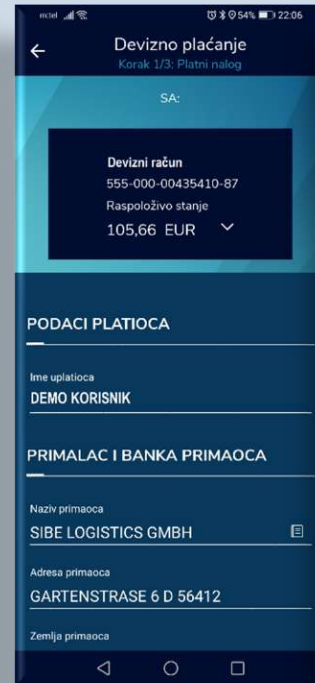 m:tel 54% 22:06
Devizno plaćanje
Korak 1/3: Platni nalog
SA:
Devizni račun
555-000-00435410-87
Raspoloživo stanje
105,66 EUR
PODACI PLATIOCA
Ime uplatioca
DEMO KORISNIK
PRIMALAC I BANKA PRIMAOCA
Naziv primaoca
SIBE LOGISTICS GMBH
Adresa primaoca
GARTENSTRASE 6 D 56412
Zemlja primaoca